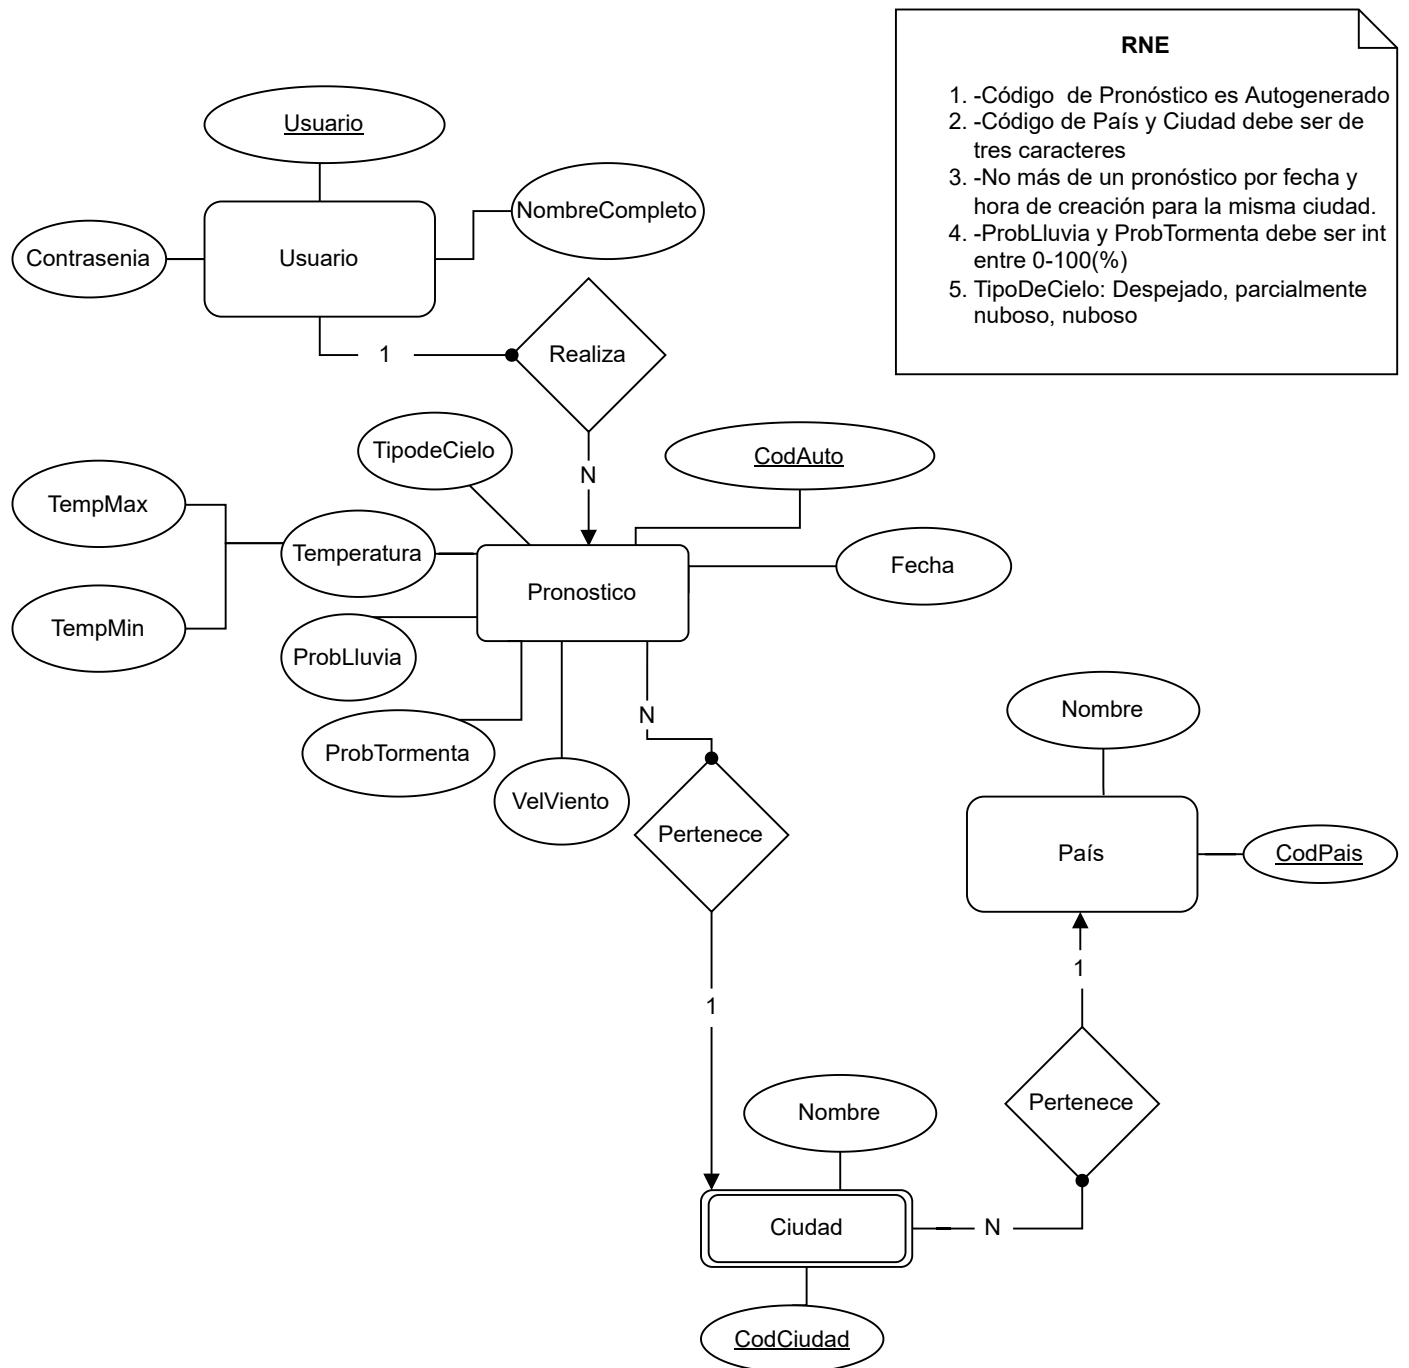 RNE
1. -Código  de Pronóstico es Autogenerado
2. -Código de País y Ciudad debe ser de
tres caracteres
3. -No más de un pronóstico por fecha y
hora de creación para la misma ciudad.
4. -ProbLluvia y ProbTormenta debe ser int
entre 0-100(%)
5. TipoDeCielo: Despejado, parcialmente
nuboso, nuboso
Usuario
NombreCompleto
Contrasenia
Usuario
1
Realiza
TipodeCielo
CodAuto
N
TempMax
Temperatura
Fecha
Pronostico
TempMin
ProbLluvia
N
Nombre
ProbTormenta
VelViento
Pertenece
País
CodPais
1
1
Nombre
Pertenece
Ciudad
N
CodCiudad